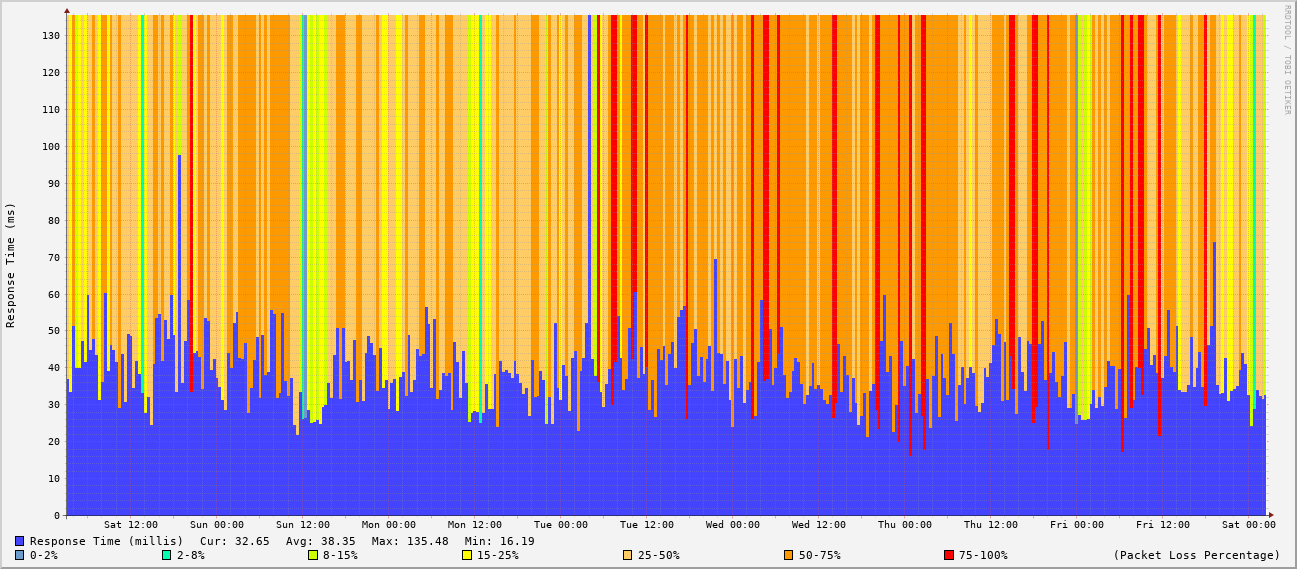 RRDTOOL / TOBI OETIKER
Response Time (ms)
130
120
110
100
90
80
70
60
50
40
30
20
10
0
Sat 12:00 Sun 00:00 Sun 12:00 Mon 00:00 Mon 12:00 Tue 00:00 Tue 12:00 Wed 00:00 Wed 12:00 Thu 00:00 Thu 12:00 Fri 00:00 Fri 12:00 Sat 00:00
Response Time (millis) Cur: 32.65 Avg: 38.35 Max: 135.48 Min: 16.19
0-2% 2-8% 8-15% 15-25% 25-50% 50-75% 75-100% (Packet Loss Percentage)